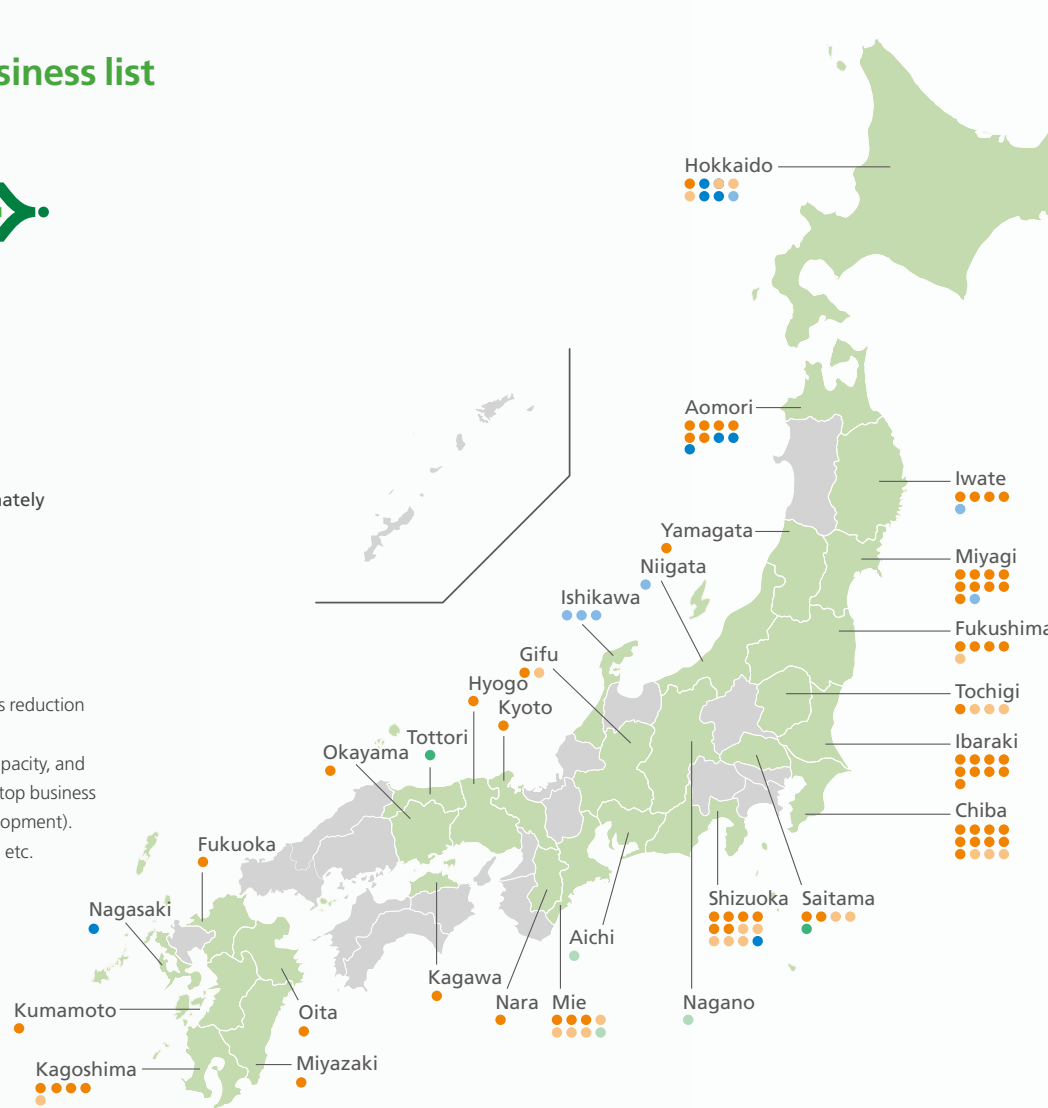 siness list
Hokkaido
Aomori
Iwate
ately
Yamagata
Miyagi
Niigata
Ishikawa
Fukushima
Gifu
Hyogo
Tochigi
s reduction
Kyoto
Tottori
Ibaraki
Okayama
pacity, and
top business
Chiba
opment).
Fukuoka
etc.
Shizuoka
Saitama
Nagasaki
Aichi
Kagawa
Nara
Mie
Nagano
Kumamoto
Oita
Miyazaki
Kagoshima